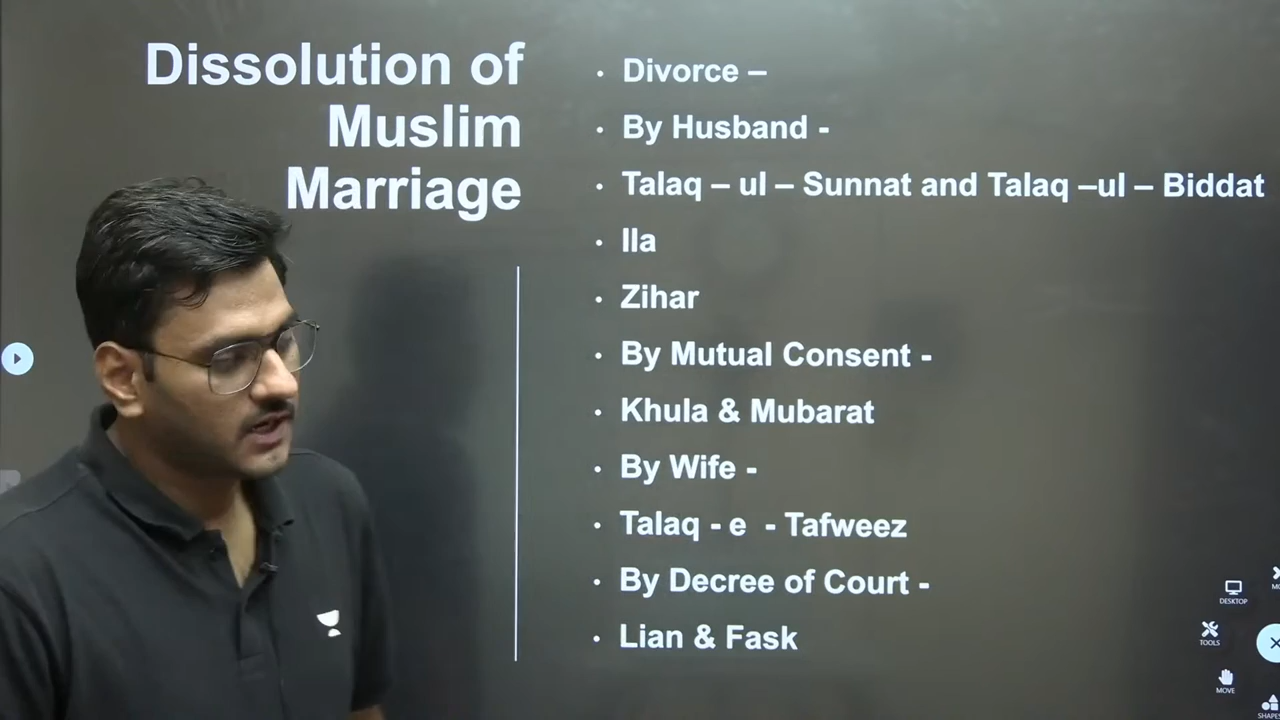 Dissolution of
Muslim
Marriage
• Divorce –
• By Husband -
• Talaq – ul – Sunnat and Talaq –ul – Biddat
• Ila
• Zihar
• By Mutual Consent -
• Khula & Mubarat
• By Wife -
• Talaq - e - Tafweez
• By Decree of Court -
• Lian & Fask
DESKTOP
TOOLS
MOVE